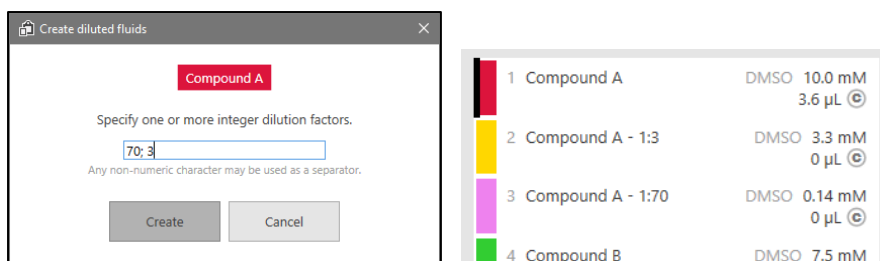 Create diluted fluids
Compound A
Specify one or more integer dilution factors.
70; 3
Any non-numeric character may be used as a separator.
Create Cancel
1 Compound A DMSO 10.0 mM
3.6 µL C
2 Compound A - 1:3 DMSO 3.3 mM
0 µL C
3 Compound A - 1:70 DMSO 0.14 mM
0 µL C
4 Compound B DMSO 7.5 mM